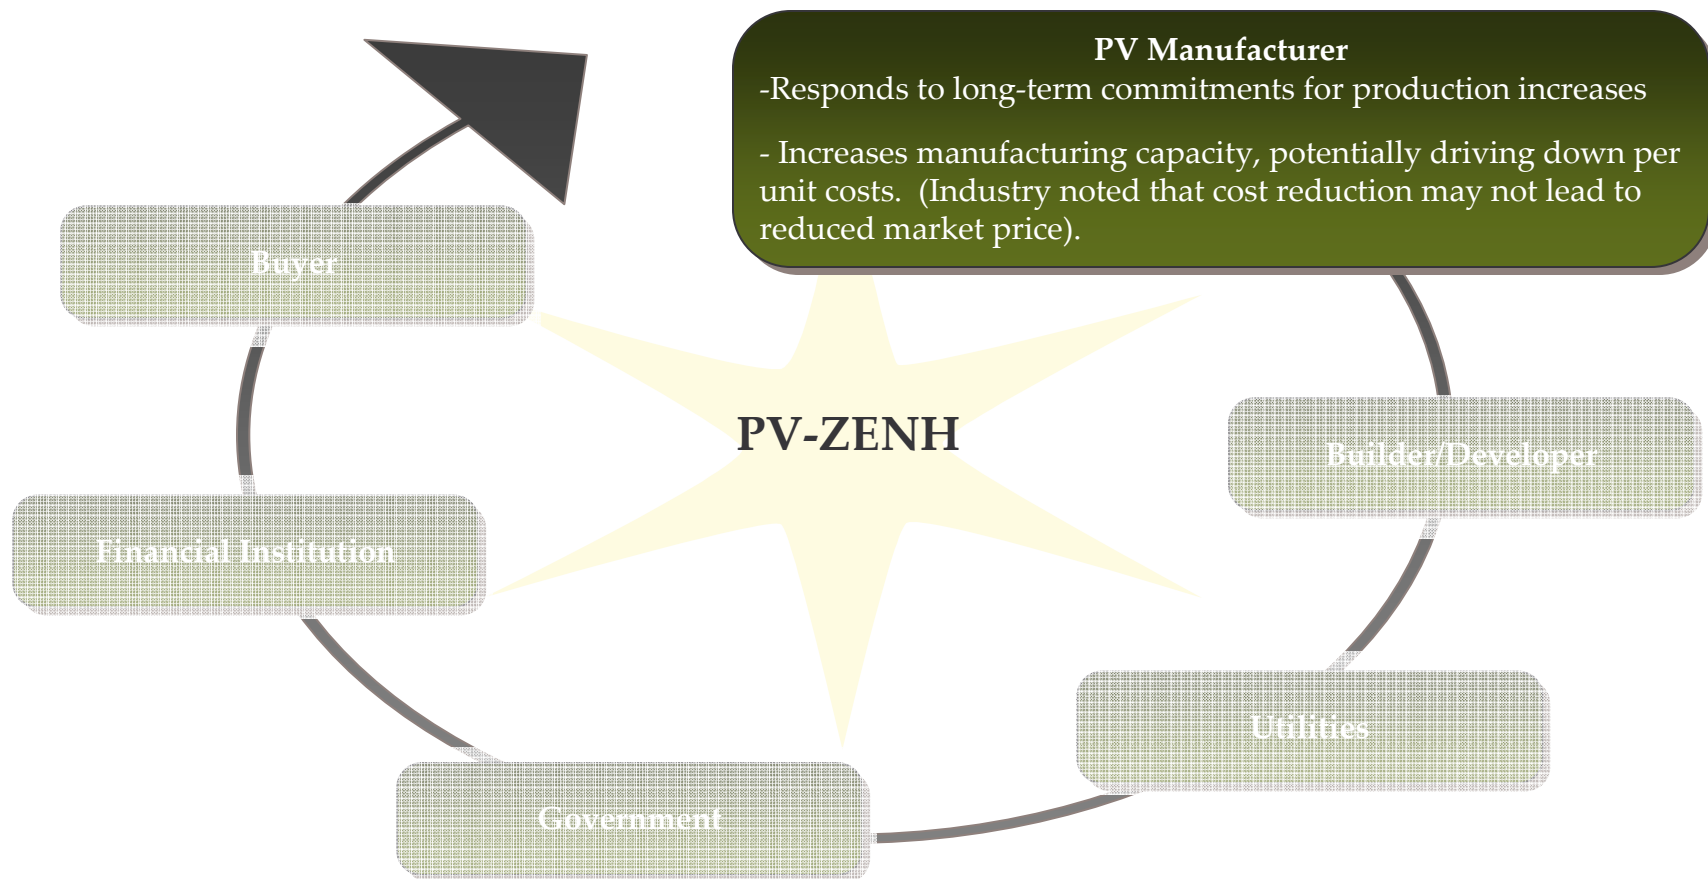 PV Manufacturer
-Responds to long-term commitments for production increases
- Increases manufacturing capacity, potentially driving down per
unit costs.  (Industry noted that cost reduction may not lead to
reduced market price).
Buyer
PV-ZENH
Builder/Developer
Financial Institution
Utilities
Government